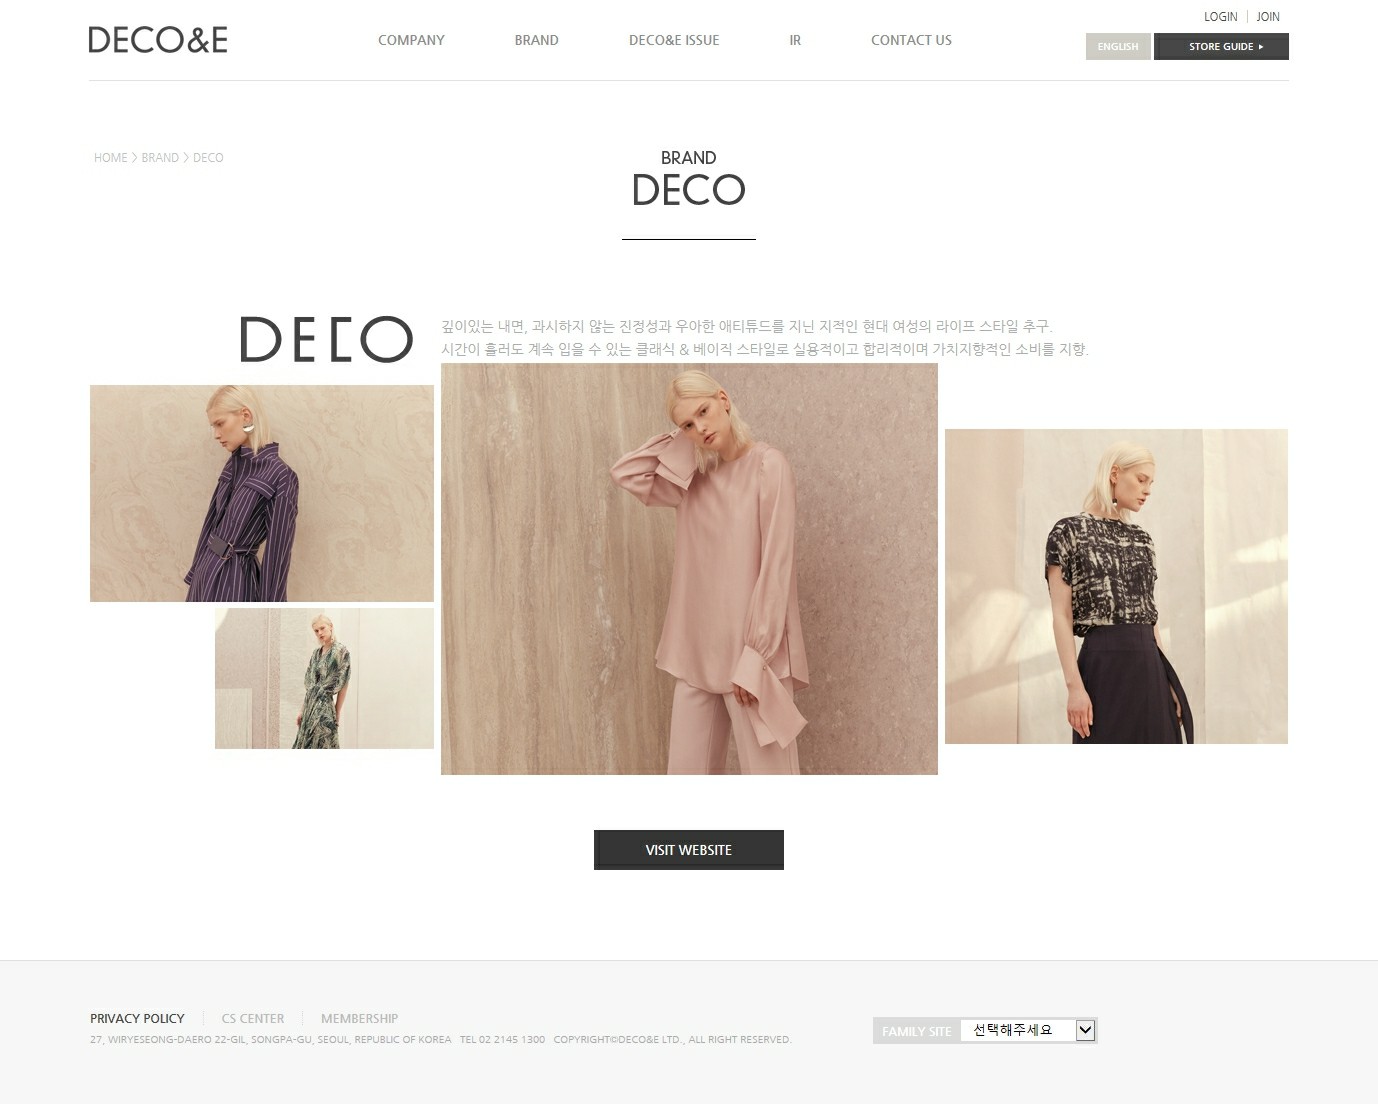 LOGIN JOIN
DECO&E COMPANY BRAND DECO&E ISSUE IR CONTACT US ENGLISH STORE GUIDE
HOME > BRAND > DECO
BRAND
DECO
DECO
깊이있는 내면, 과시하지 않는 진정성과 우아한 애티튜드를 지닌 지적인 현대 여성의 라이프 스타일 추구.
시간이 흘러도 계속 입을 수 있는 클래식 & 베이직 스타일로 실용적이고 합리적이며 가치지향적인 소비를 지향.
VISIT WEBSITE
PRIVACY POLICY CS CENTER MEMBERSHIP
27, WIRYESEONG-DAERO 22-GIL, SONGPA-GU, SEOUL, REPUBLIC OF KOREA TEL 02 2145 1300 COPYRIGHT©DECO&E LTD., ALL RIGHT RESERVED.
FAMILY SITE 선택해주세요